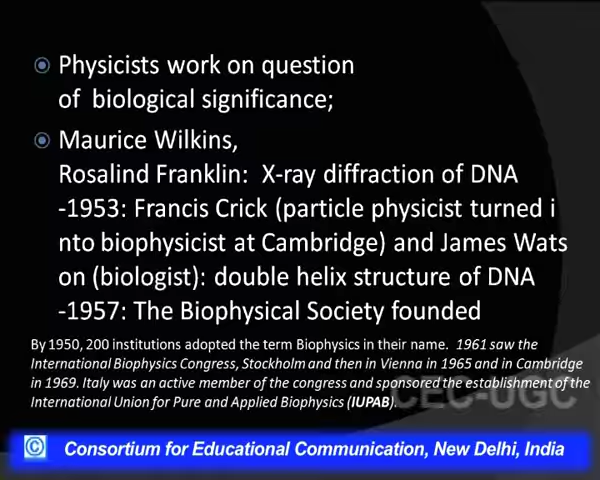 Physicists work on question
of biological significance;
Maurice Wilkins,
Rosalind Franklin: X-ray diffraction of DNA
-1953: Francis Crick (particle physicist turned i
nto biophysicist at Cambridge) and James Wats
on (biologist): double helix structure of DNA
-1957: The Biophysical Society founded
By 1950, 200 institutions adopted the term Biophysics in their name. 1961 saw the
International Biophysics Congress, Stockholm and then in Vienna in 1965 and in Cambridge
in 1969. Italy was an active member of the congress and sponsored the establishment of the
International Union for Pure and Applied Biophysics (IUPAB).
CEC-UGC
© Consortium for Educational Communication, New Delhi, India